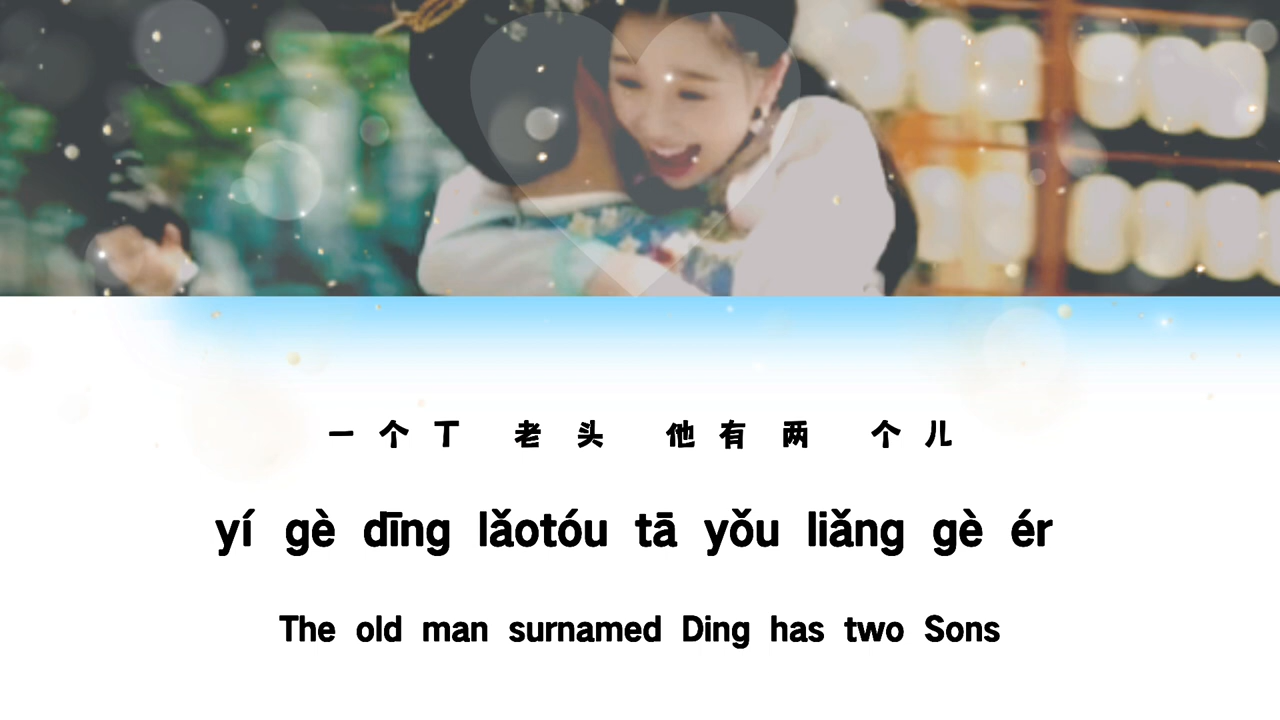 一个丁 老头 他有两 个儿
yí gè dīng lǎotóu tā yǒu liǎng gè ér
The old man surnamed Ding has two Sons